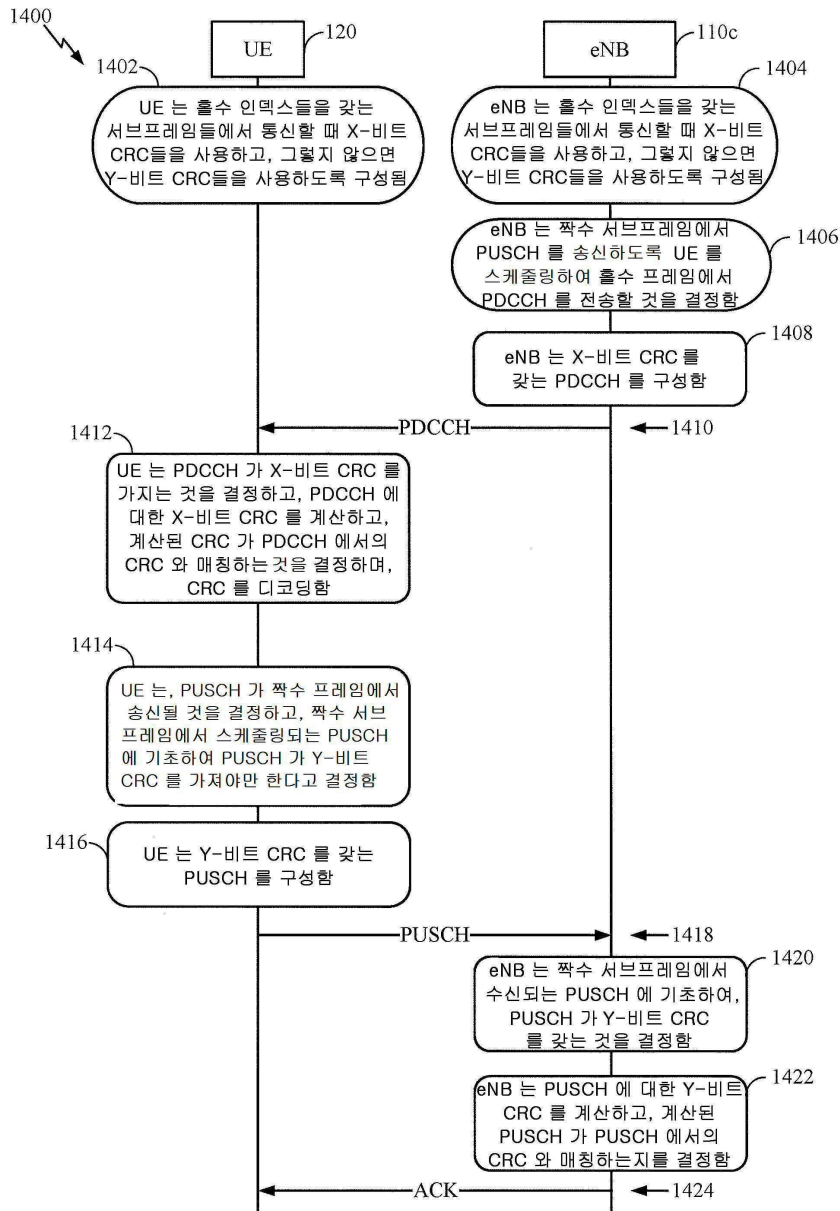 1400
UE
120
eNB
110c
1402
UE 는 홀수 인덱스들을 갖는
서브프레임들에서 통신할 때 X-비트
CRC들을 사용하고, 그렇지 않으면
Y-비트 CRC들을 사용하도록 구성됨
1404
eNB 는 홀수 인덱스들을 갖는
서브프레임들에서 통신할 때 X-비트
CRC들을 사용하고, 그렇지 않으면
Y-비트 CRC들을 사용하도록 구성됨
1406
eNB 는 짝수 서브프레임에서
PUSCH 를 송신하도록 UE 를
스케줄링하여 홀수 프레임에서
PDCCH 를 전송할 것을 결정함
1408
eNB 는 X-비트 CRC 를
갖는 PDCCH 를 구성함
PDCCH
1410
1412
UE 는 PDCCH 가 X-비트 CRC 를
가지는 것을 결정하고, PDCCH 에
대한 X-비트 CRC 를 계산하고,
계산된 CRC 가 PDCCH 에서의
CRC 와 매칭하는 것을 결정하며,
CRC 를 디코딩함
1414
UE 는, PUSCH 가 짝수 프레임에서
송신될 것을 결정하고, 짝수 서브
프레임에서 스케줄링되는 PUSCH
에 기초하여 PUSCH 가 Y-비트
CRC 를 가져야만 한다고 결정함
1416
UE 는 Y-비트 CRC 를 갖는
PUSCH 를 구성함
PUSCH
1418
1420
eNB 는 짝수 서브프레임에서
수신되는 PUSCH 에 기초하여,
PUSCH 가 Y-비트 CRC
를 갖는 것을 결정함
1422
eNB 는 PUSCH 에 대한 Y-비트
CRC 를 계산하고, 계산된
PUSCH 가 PUSCH 에서의
CRC 와 매칭하는지를 결정함
ACK
1424